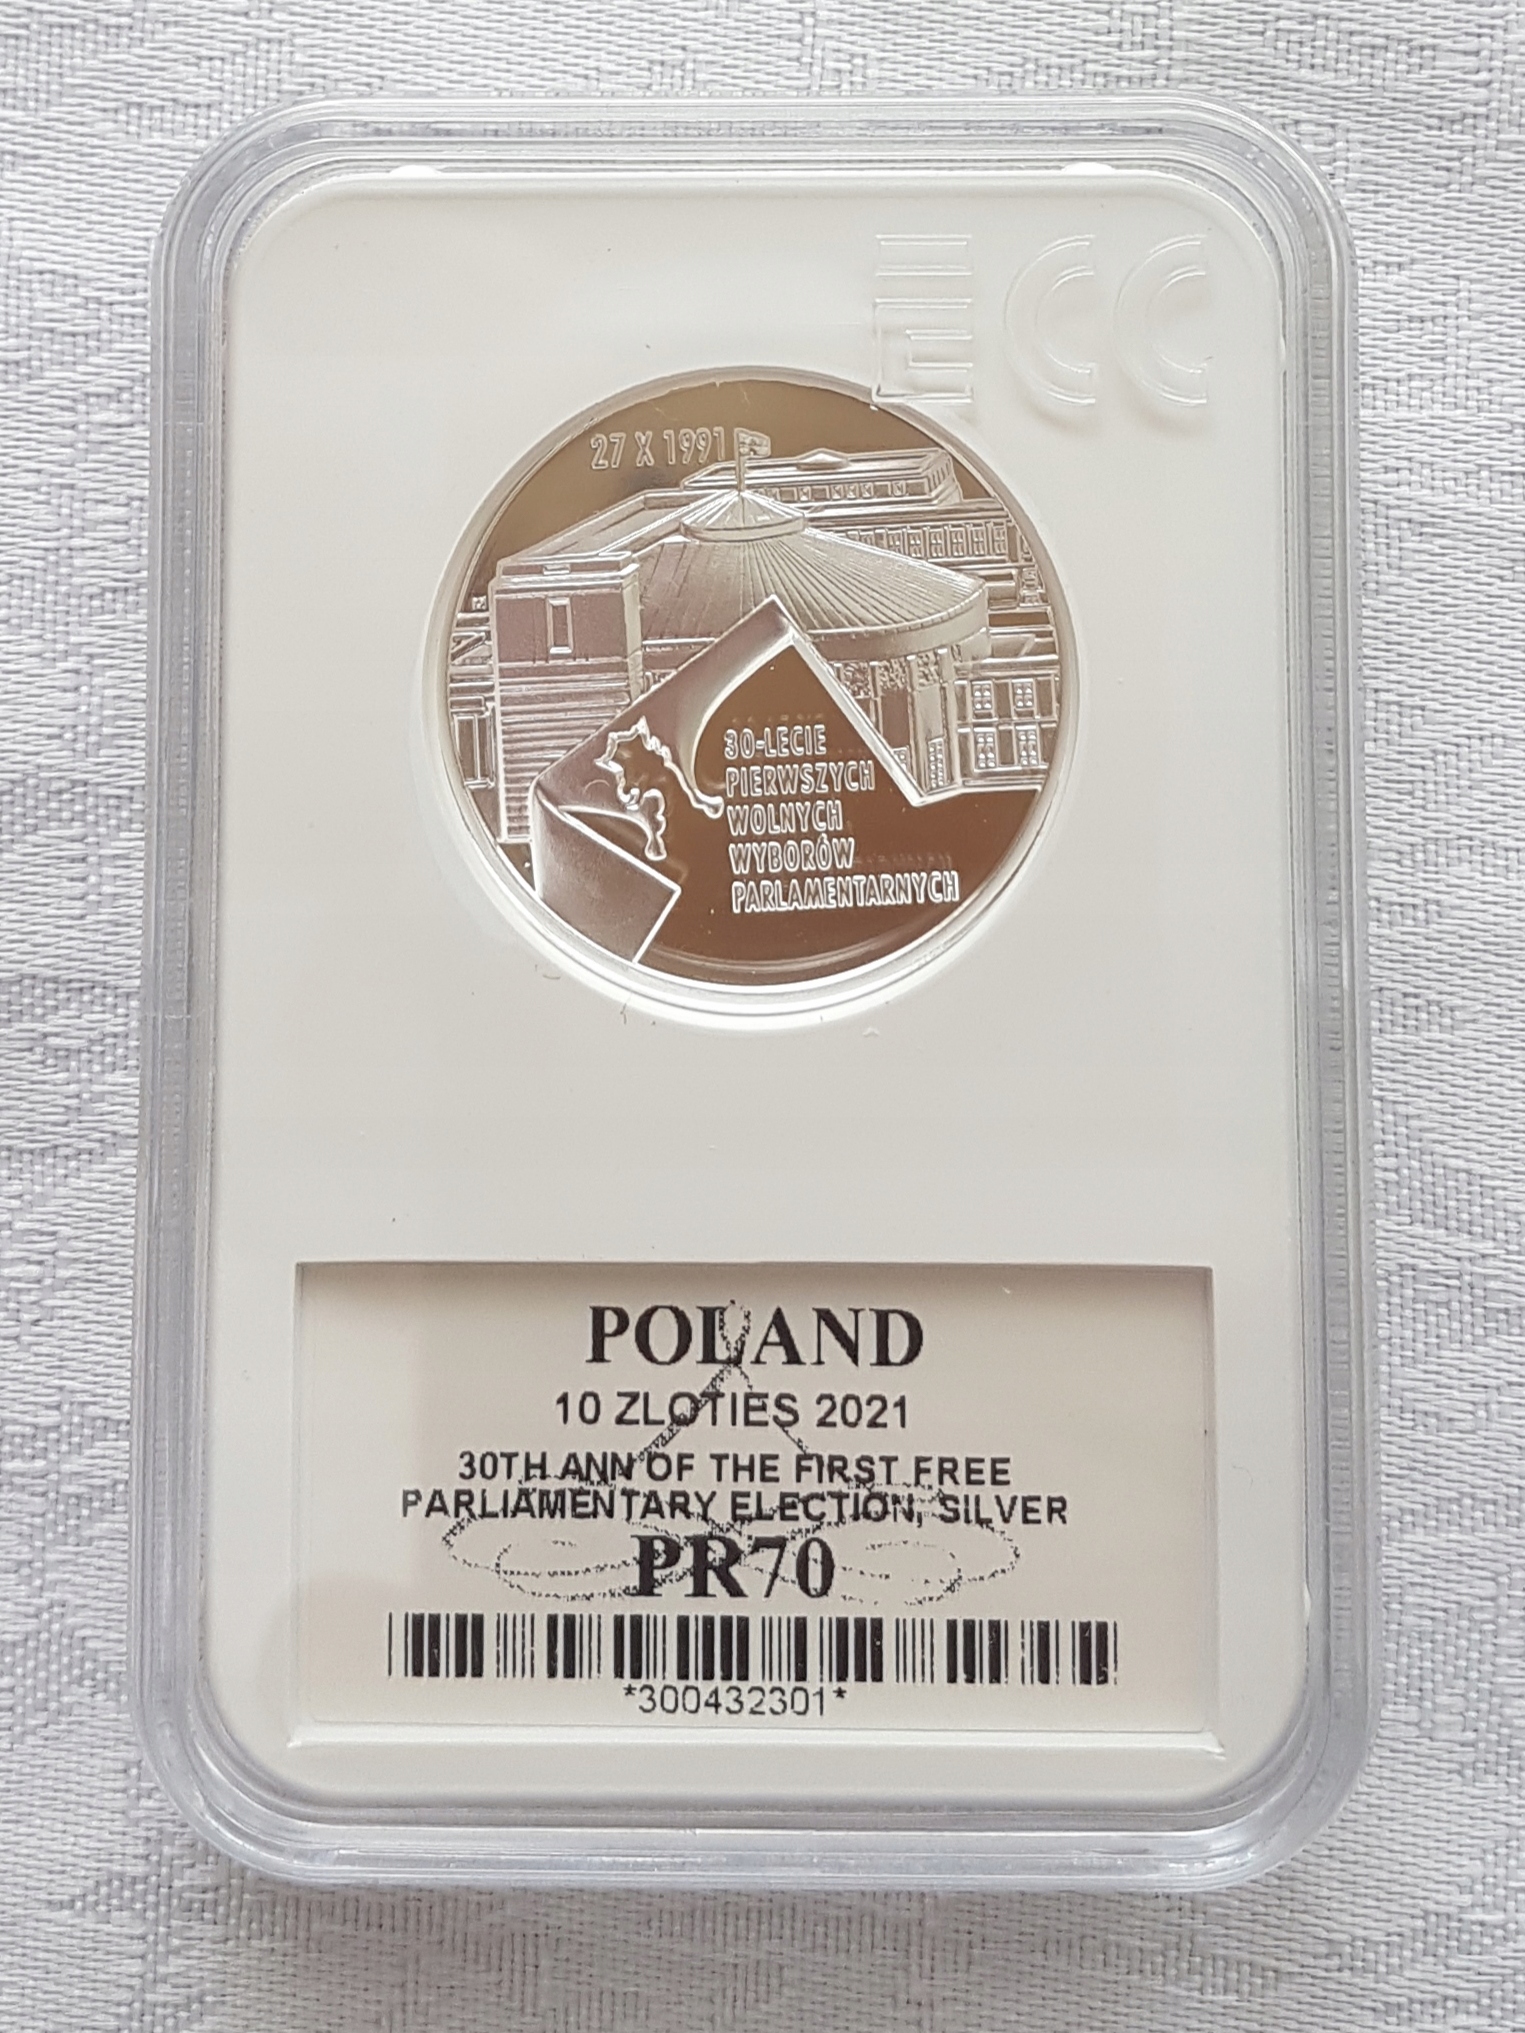 ECC
27 X 1991
30-LECIE
PIERWSZYCH
WOLNYCH
WYBORÓW
PARLAMENTARNYCH
POLAND
10 ZLOTIES 2021
30TH ANN OF THE FIRST FREE
PARLIAMENTARY ELECTION, SILVER
PR70
*300432301*